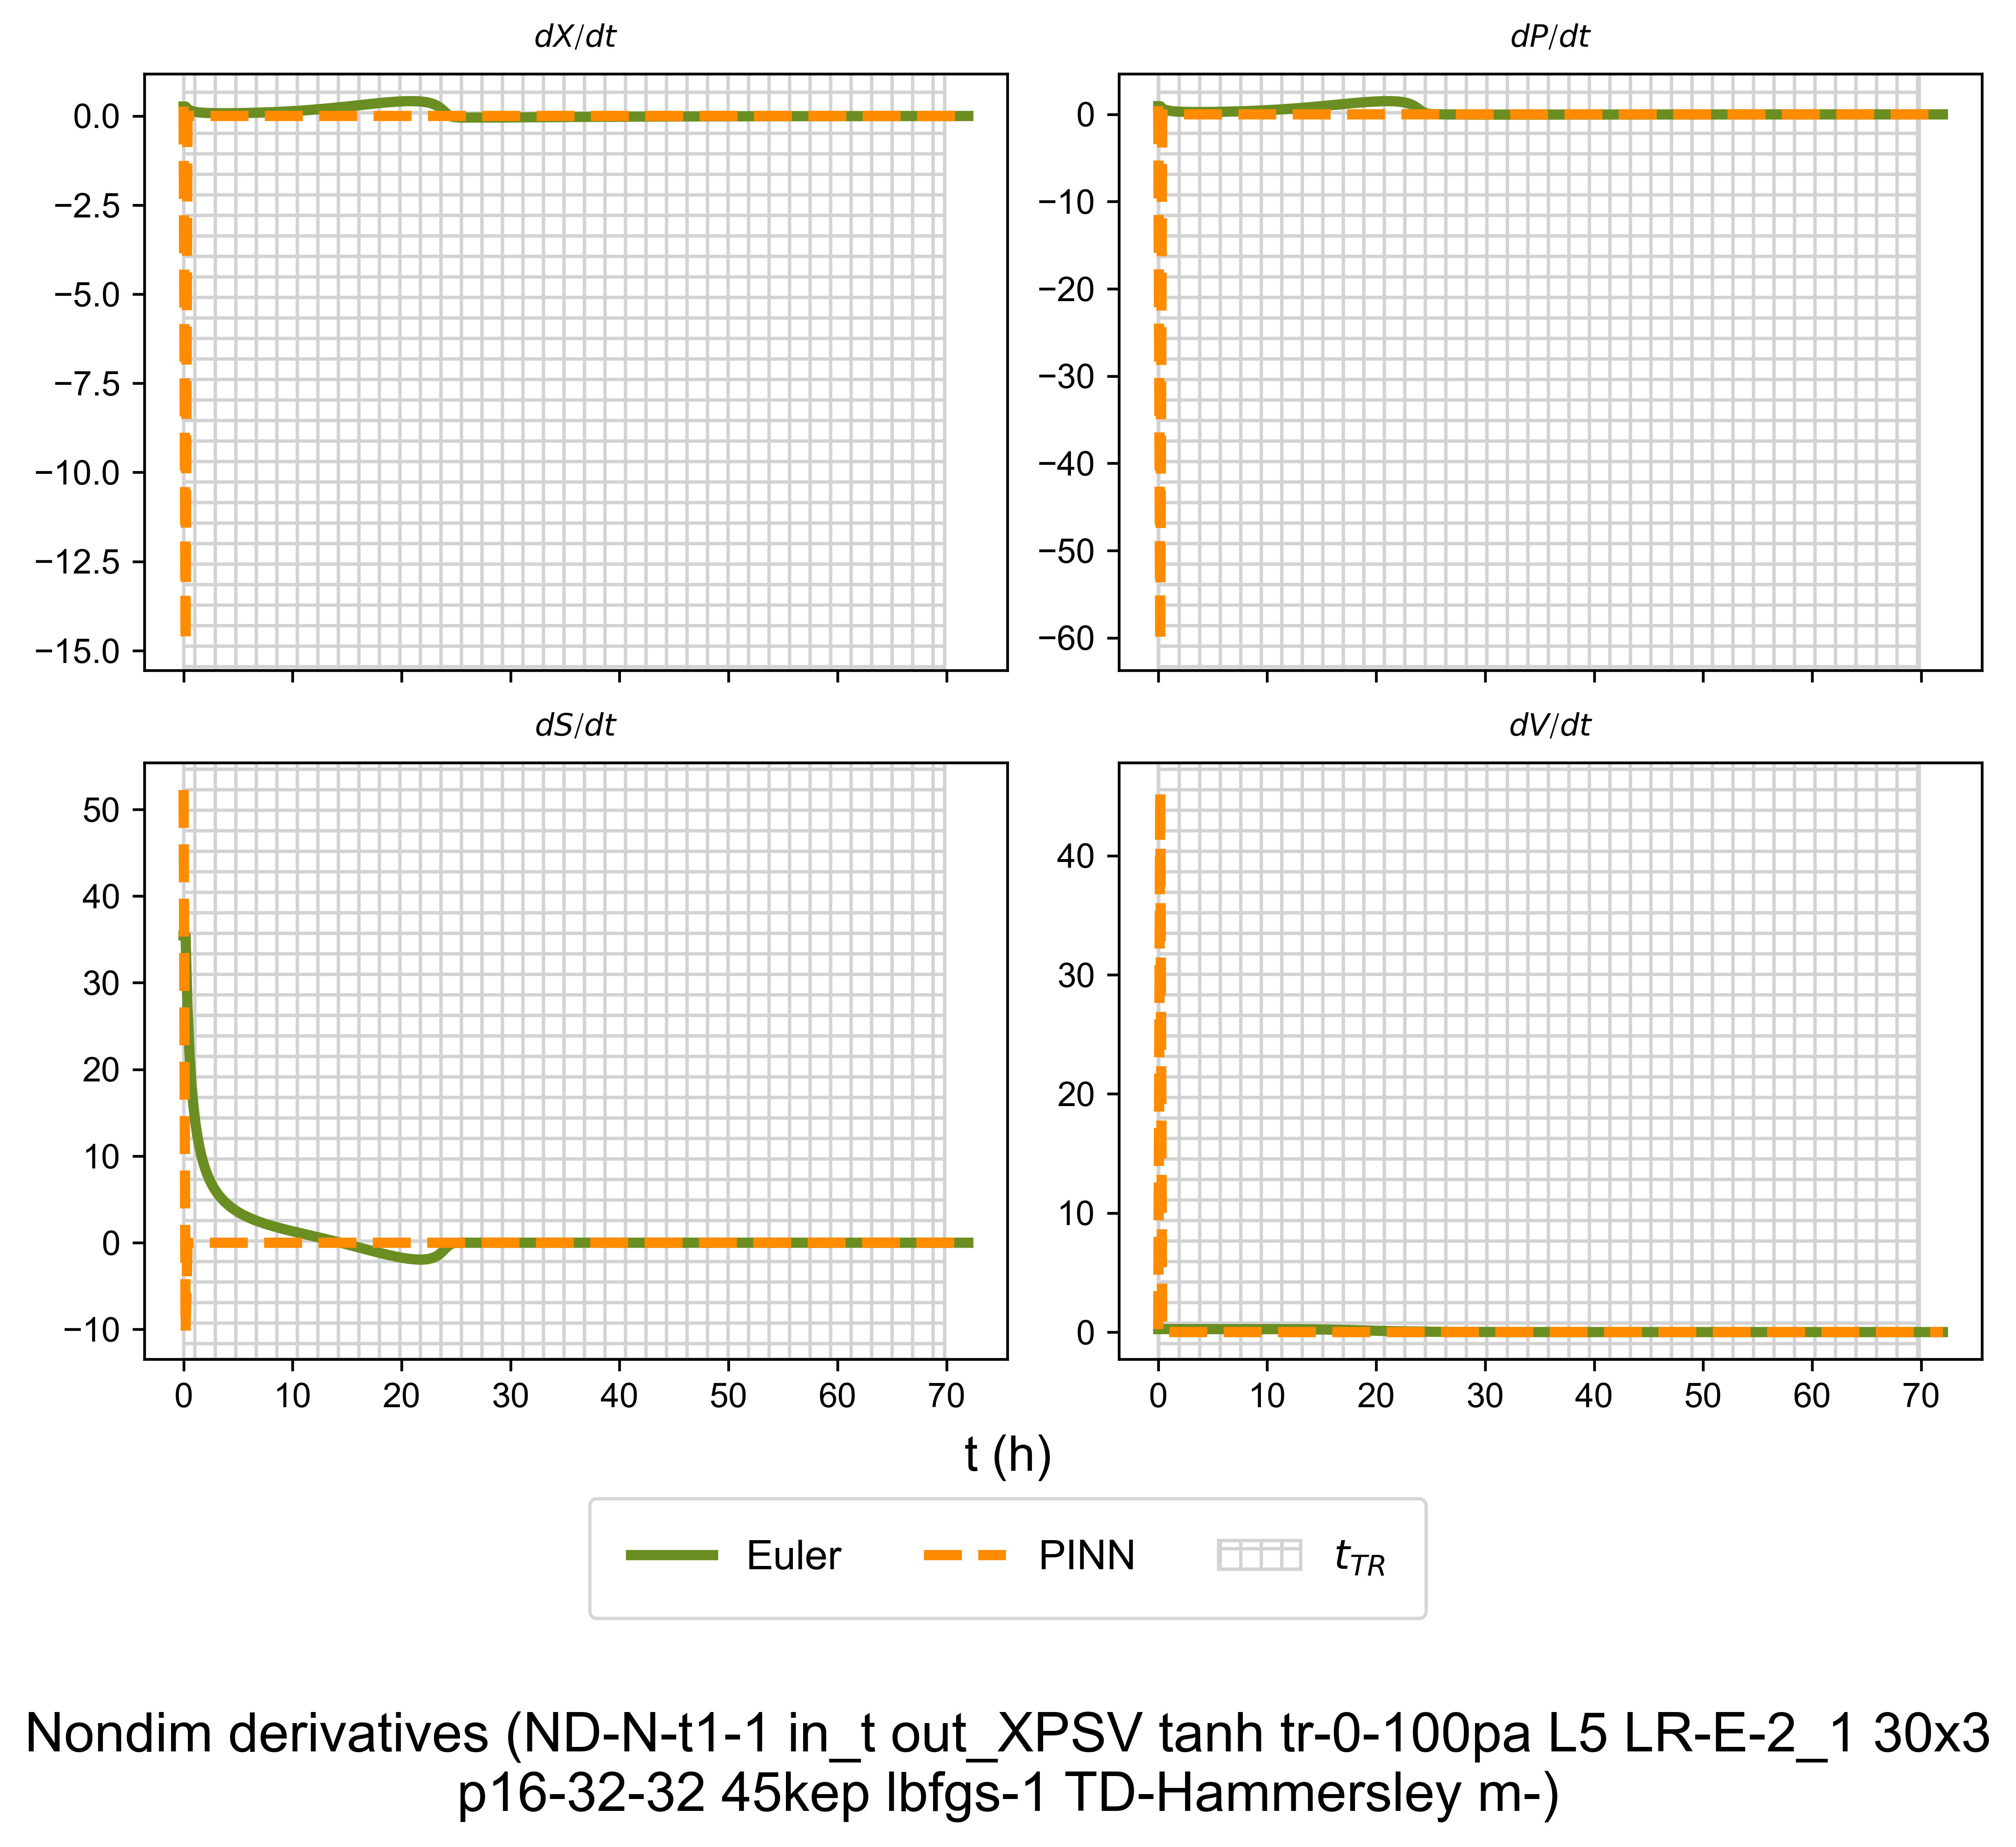 dX/dt
dP/dt
0.0
−2.5
−5.0
−7.5
−10.0
−12.5
−15.0
0
−10
−20
−30
−40
−50
−60
dS/dt
dV/dt
50
40
30
20
10
0
−10
40
30
20
10
0
0 10 20 30 40 50 60 70
0 10 20 30 40 50 60 70
t (h)
Euler PINN t_{TR}
Nondim derivatives (ND-N-t1-1 in_t out_XPSV tanh tr-0-100pa L5 LR-E-2_1 30x3
p16-32-32 45kep lbfgs-1 TD-Hammersley m-)